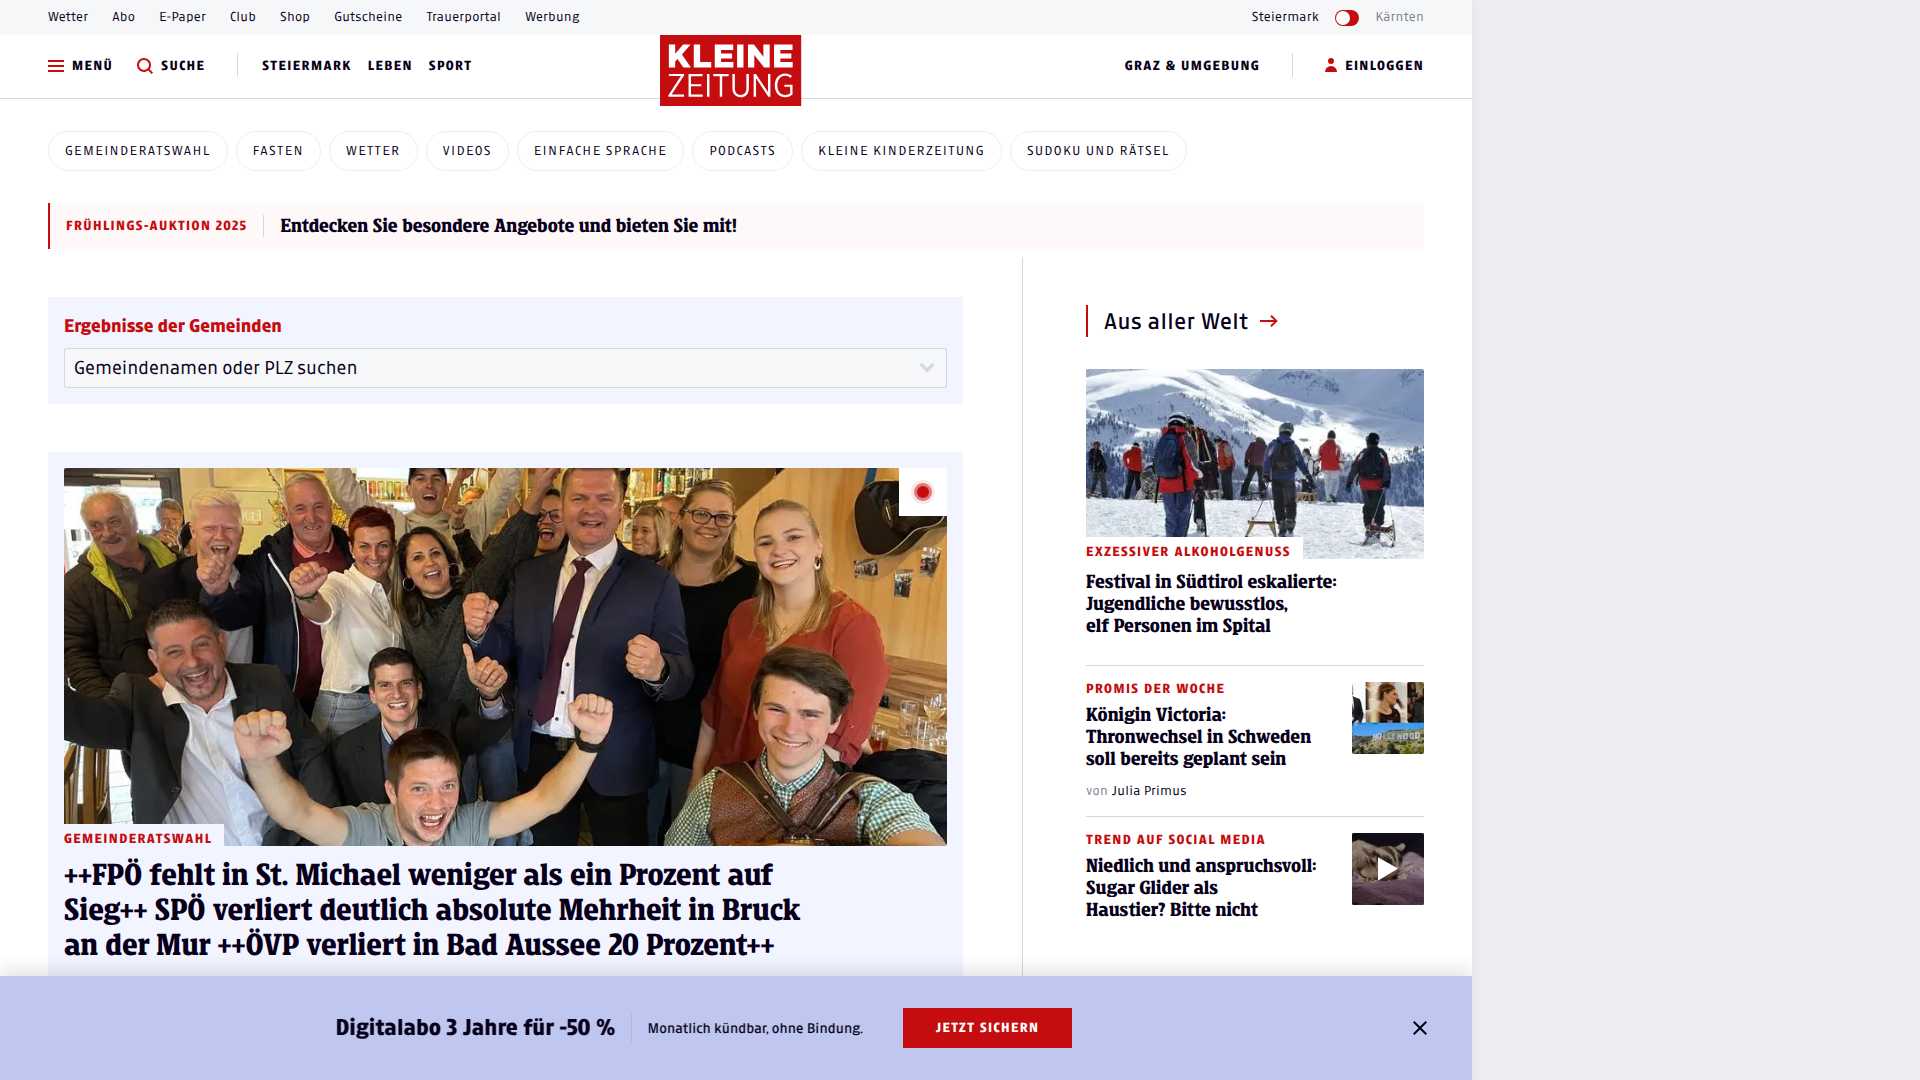 Wetter Abo E-Paper Club Shop Gutscheine Trauerportal Werbung Steiermark Kärnten
MENÜ SUCHE STEIERMARK LEBEN SPORT KLEINE ZEITUNG GRAZ & UMGEBUNG EINLOGGEN
GEMEINDERATSWAHL FASTEN WETTER VIDEOS EINFACHE SPRACHE PODCASTS KLEINE KINDERZEITUNG SUDOKU UND RÄTSEL
FRÜHLINGS-AUKTION 2025 Entdecken Sie besondere Angebote und bieten Sie mit!
Ergebnisse der Gemeinden
Gemeindenamen oder PLZ suchen
GEMEINDERATSWAHL
++FPÖ fehlt in St. Michael weniger als ein Prozent auf
Sieg++ SPÖ verliert deutlich absolute Mehrheit in Bruck
an der Mur ++ÖVP verliert in Bad Aussee 20 Prozent++
Aus aller Welt
EXZESSIVER ALKOHOLGENUSS
Festival in Südtirol eskalierte:
Jugendliche bewusstlos,
elf Personen im Spital
PROMIS DER WOCHE
Königin Victoria:
Thronwechsel in Schweden
soll bereits geplant sein
von Julia Primus
HOLLYWOOD
TREND AUF SOCIAL MEDIA
Niedlich und anspruchsvoll:
Sugar Glider als
Haustier? Bitte nicht
Digitalabo 3 Jahre für -50 % Monatlich kündbar, ohne Bindung. JETZT SICHERN